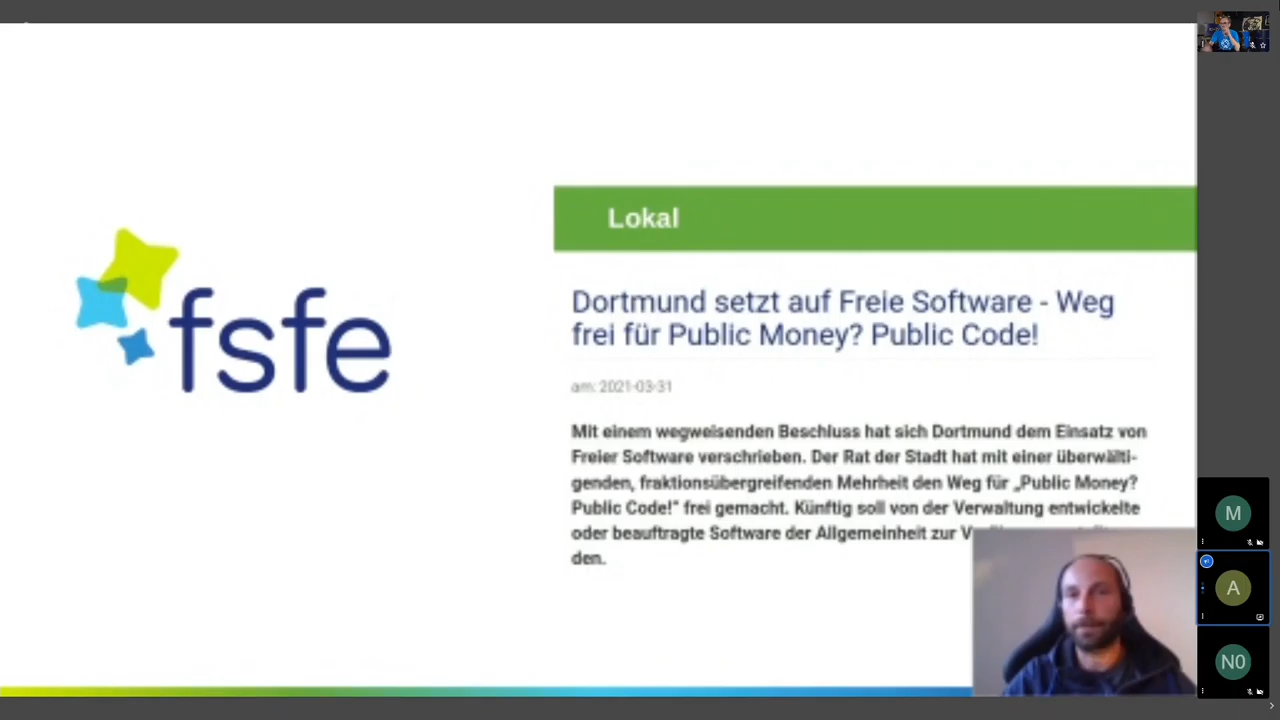 fsfe
Lokal
Dortmund setzt auf Freie Software - Weg
frei für Public Money? Public Code!
am: 2021-03-31
Mit einem wegweisenden Beschluss hat sich Dortmund dem Einsatz von
Freier Software verschrieben. Der Rat der Stadt hat mit einer überwälti-
genden, fraktionsübergreifenden Mehrheit den Weg für „Public Money?
Public Code!“ frei gemacht. Künftig soll von der Verwaltung entwickelte
oder beauftragte Software der Allgemeinheit zur
den.
M
A
N0